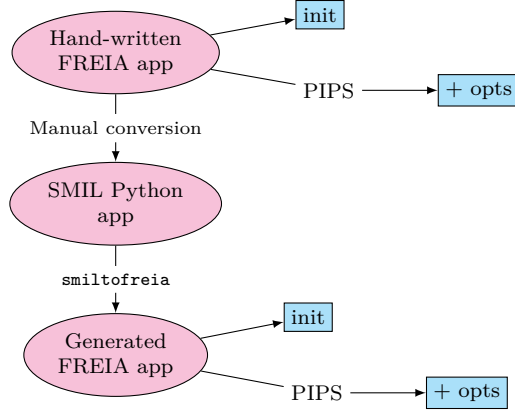 init
Hand-written
FREIA app
PIPS
+ opts
Manual conversion
SMIL Python
app
smiltofreia
init
Generated
FREIA app
PIPS
+ opts